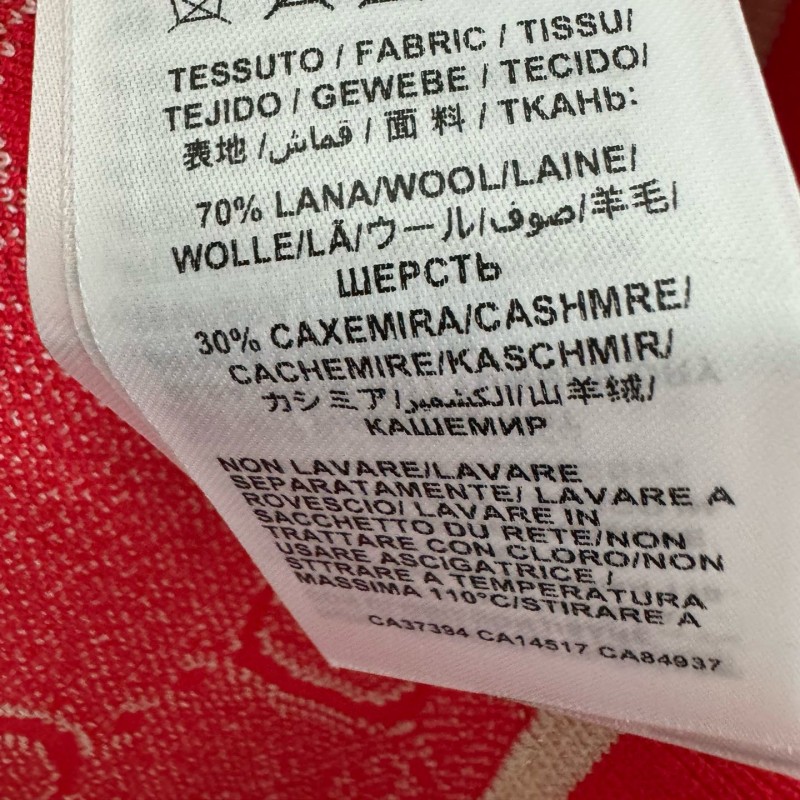 TESSUTO / FABRIC / TISSU/
TEJIDO / GEWEBE / TECIDO/
表地 / قماش / 面 料 / ТКАНЬ:
70% LANA/WOOL/LAINE/
WOLLE/LÃ/ウール/صوف/羊毛/
ШЕРСТЬ
30% CAXEMIRA/CASHMRE/
CACHEMIRE/KASCHMIR/
カシミア/الكشمير/山羊绒/
КАШЕМИР
NON LAVARE/LAVARE
SEPARATAMENTE/ LAVARE A
ROVESCIO/ LAVARE IN
SACCHETTO DU RETE/NON
TRATTARE CON CLORO/NON
USARE ASCIGATRICE /
STTRARE A TEMPERATURA
MASSIMA 110°C/STIRARE A
CA37394 CA14517 CA84937